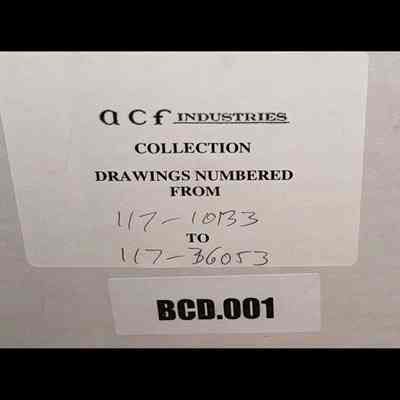 acf INDUSTRIES
COLLECTION
DRAWINGS NUMBERED
FROM
117-10133
TO
117-36053
BCD.001